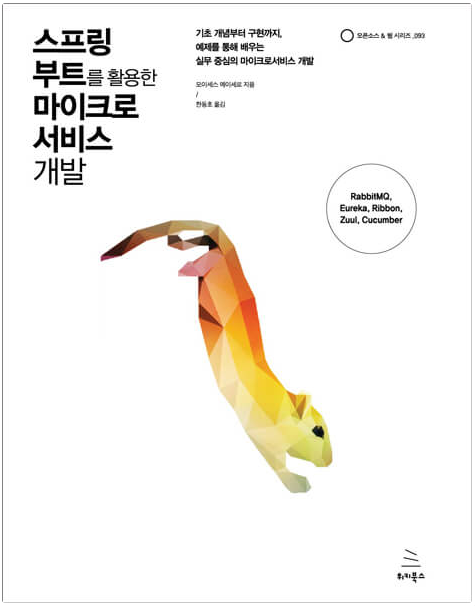 스프링
부트를 활용한
마이크로
서비스
개발
기초 개념부터 구현까지,
예제를 통해 배우는
실무 중심의 마이크로서비스 개발
모이세스 메이세로 지음
/
한동호 옮김
오픈소스 & 웹 시리즈_093
RabbitMQ,
Eureka, Ribbon,
Zuul, Cucumber
위키북스